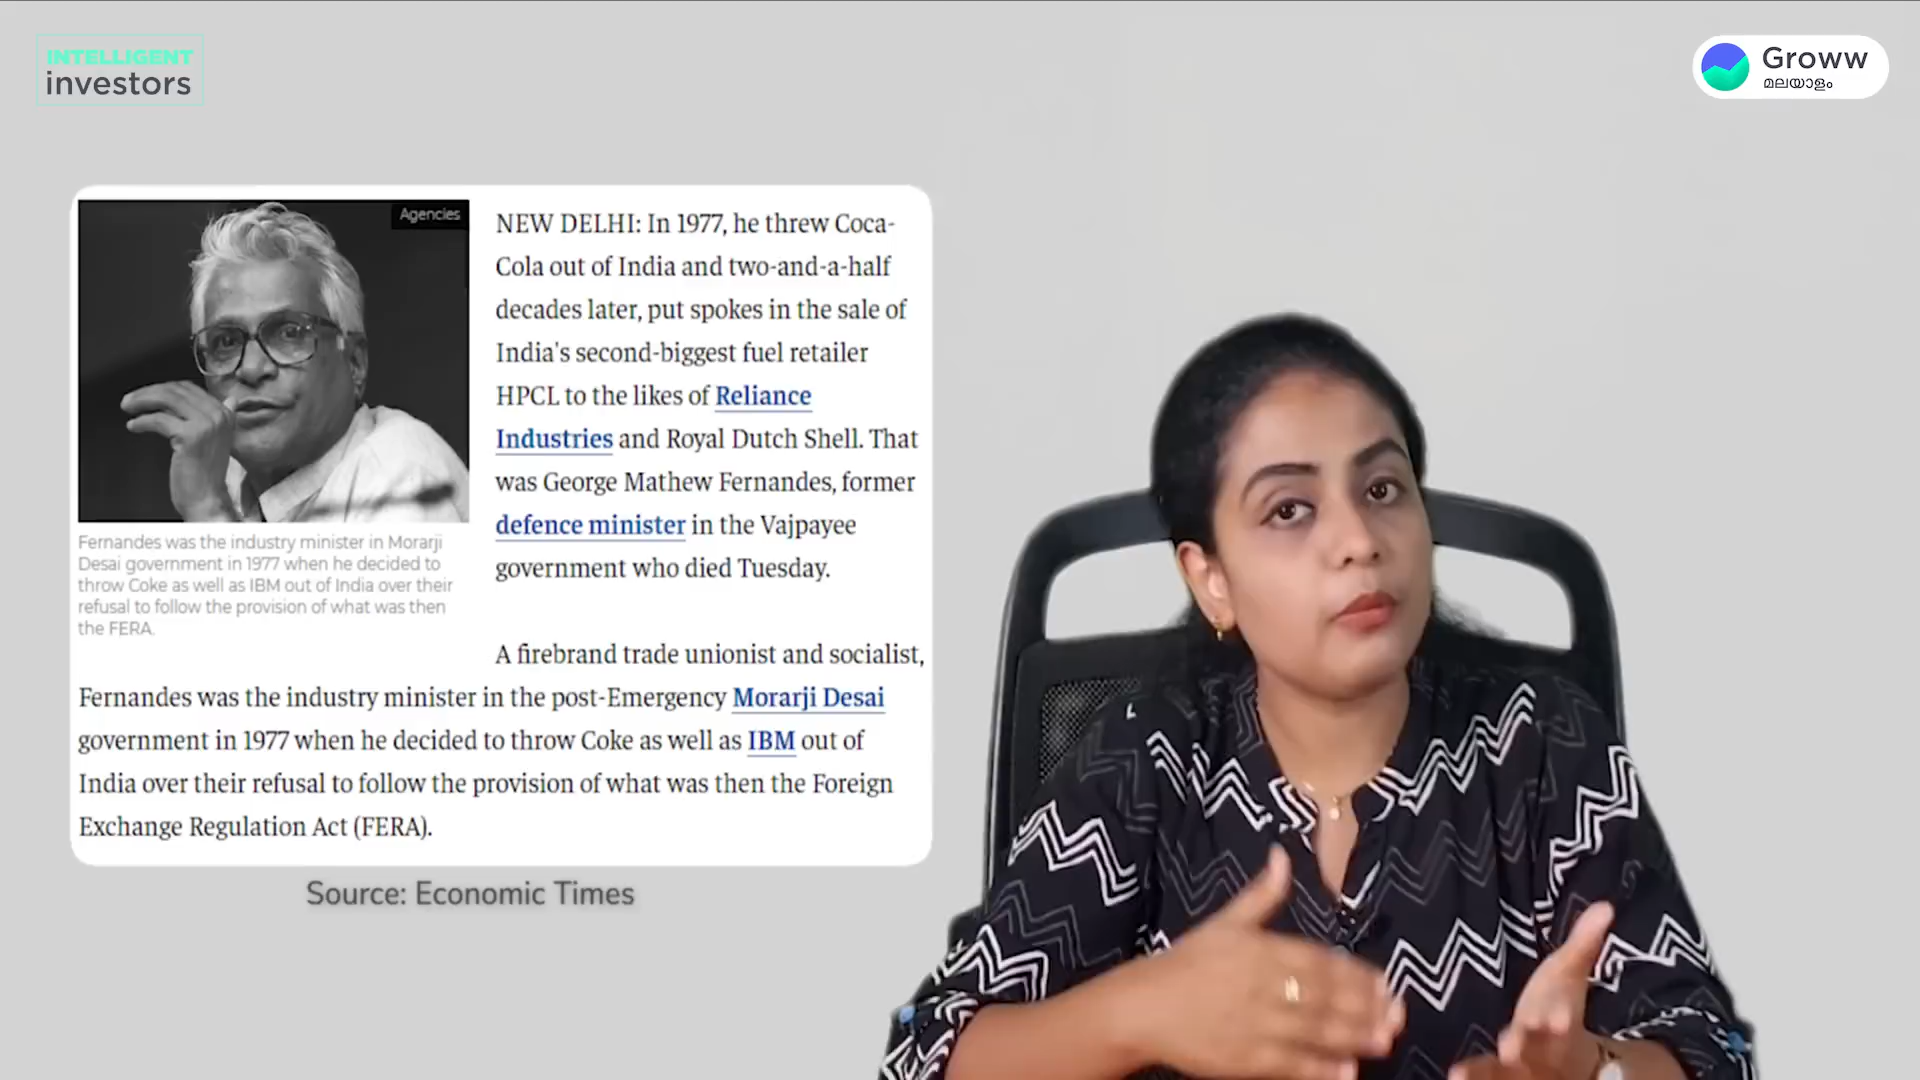 INTELLIGENT
investors
Groww
മലയാളം
Agencies
NEW DELHI: In 1977, he threw Coca-
Cola out of India and two-and-a-half
decades later, put spokes in the sale of
India's second-biggest fuel retailer
HPCL to the likes of Reliance
Industries and Royal Dutch Shell. That
was George Mathew Fernandes, former
defence minister in the Vajpayee
government who died Tuesday.
Fernandes was the industry minister in Morarji
Desai government in 1977 when he decided to
throw Coke as well as IBM out of India over their
refusal to follow the provision of what was then
the FERA.
A firebrand trade unionist and socialist,
Fernandes was the industry minister in the post-Emergency Morarji Desai
government in 1977 when he decided to throw Coke as well as IBM out of
India over their refusal to follow the provision of what was then the Foreign
Exchange Regulation Act (FERA).
Source: Economic Times